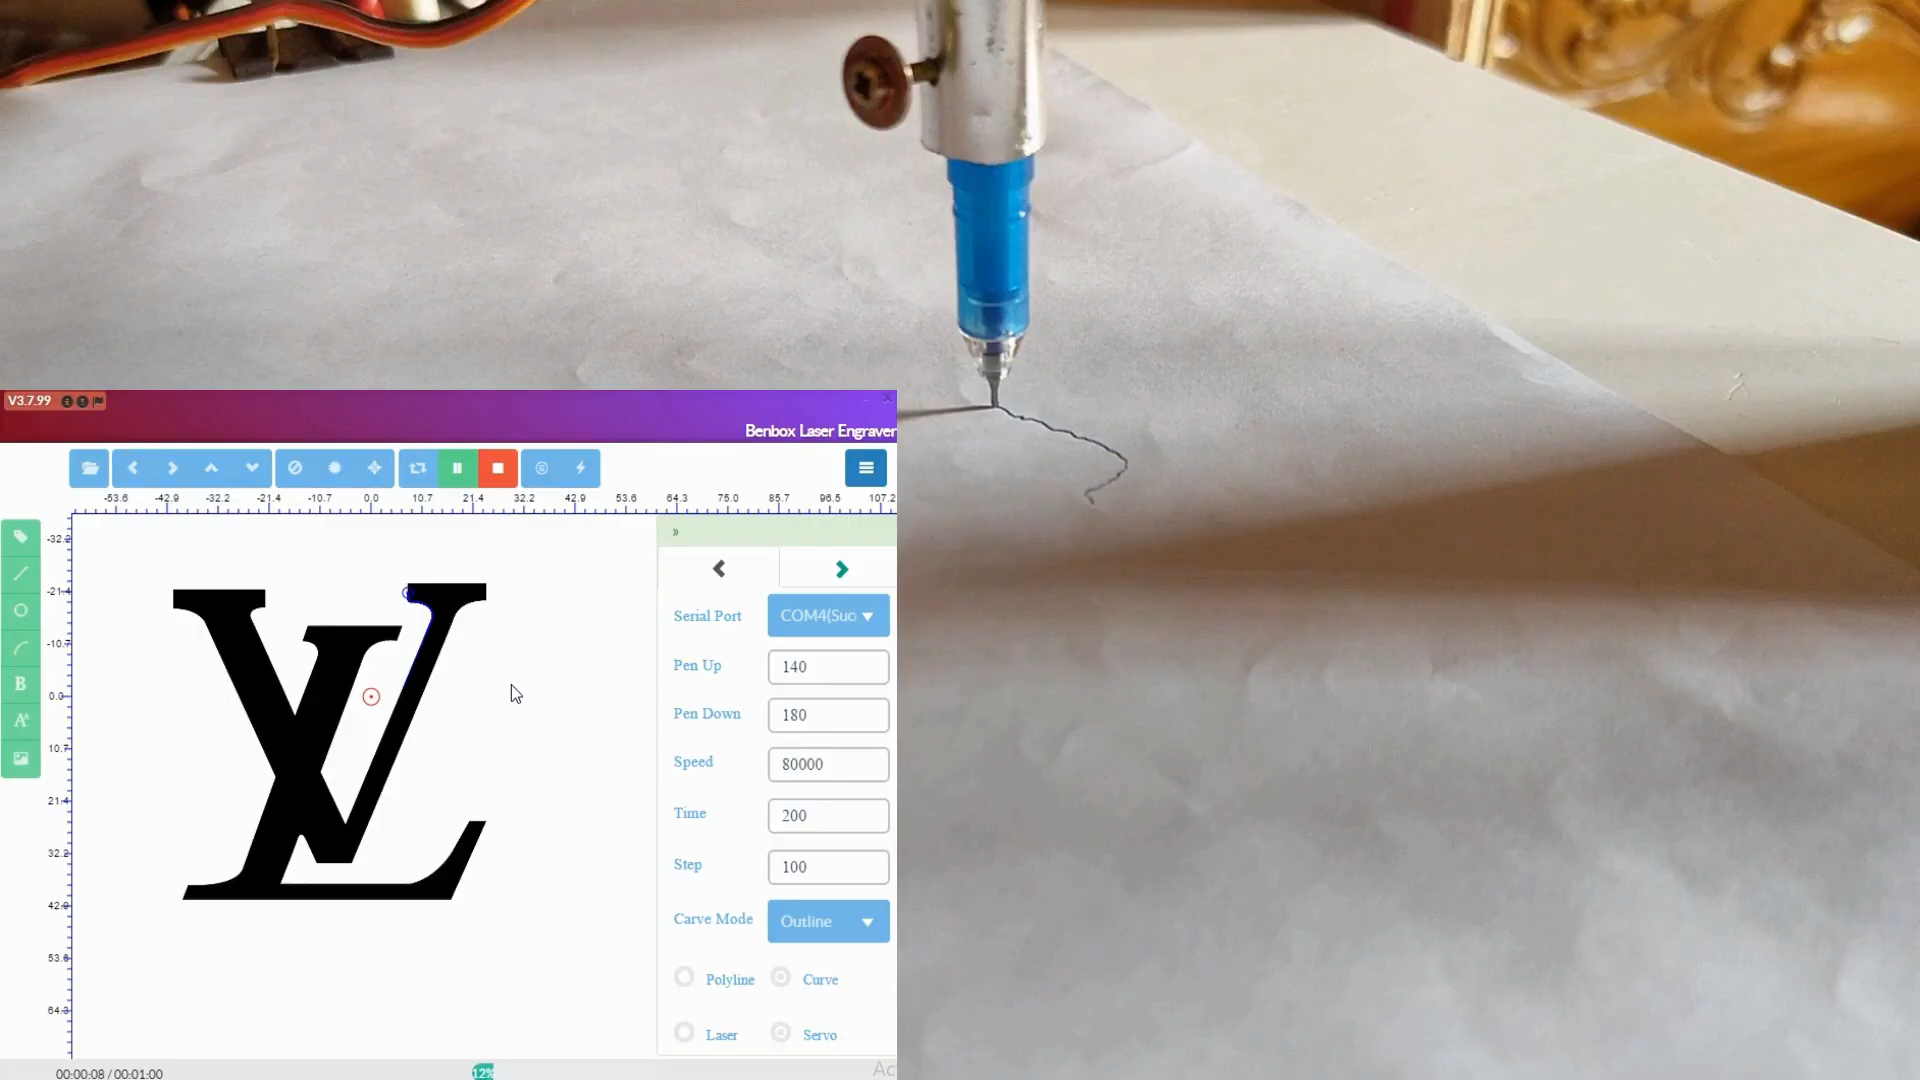 V3.7.99
Benbox Laser Engraver
-53.6 -42.9 -32.2 -21.4 -10.7 0.0 10.7 21.4 32.2 42.9 53.6 64.3 75.0 85.7 96.5 107.2
-32.2
-21.4
-10.7
0.0
10.7
21.4
32.2
42.9
53.6
64.3
B
A
LV
»
Serial Port COM4(Suc
Pen Up 140
Pen Down 180
Speed 80000
Time 200
Step 100
Carve Mode Outline
Polyline Curve
Laser Servo
00:00:08 / 00:01:00
12%
Ac